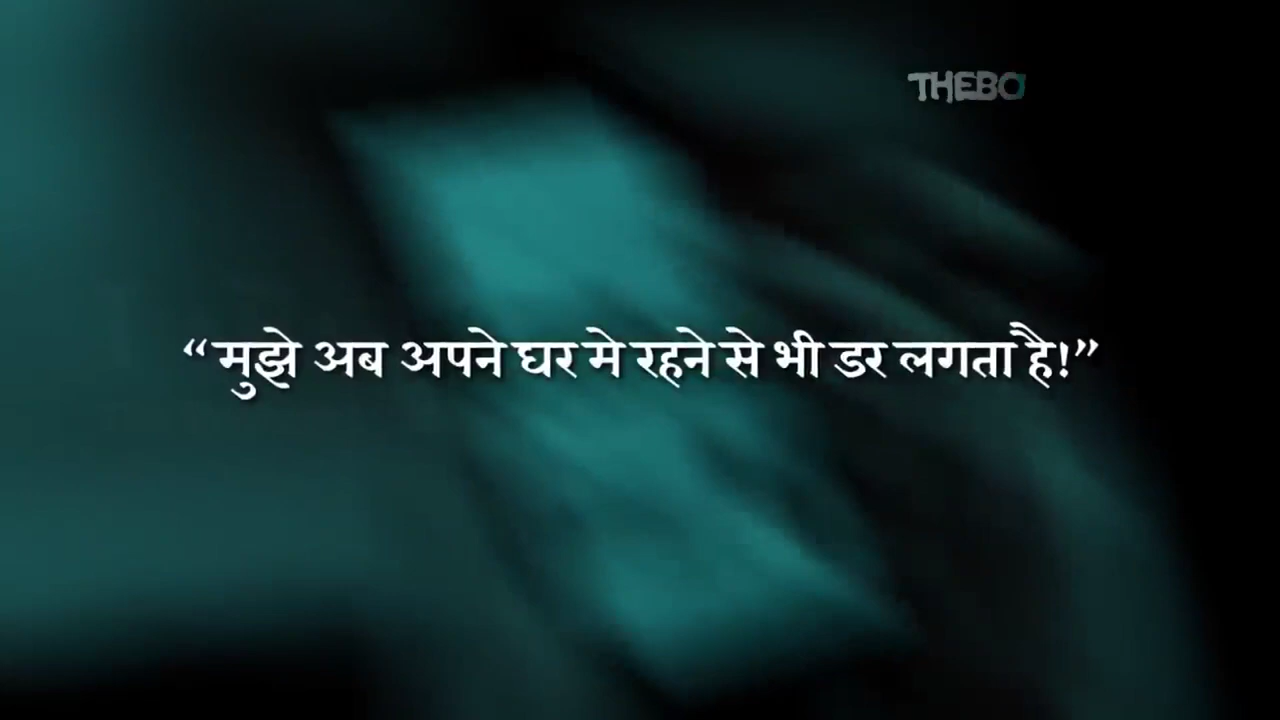 THEBO
“मुझे अब अपने घर मे रहने से भी डर लगता है!”